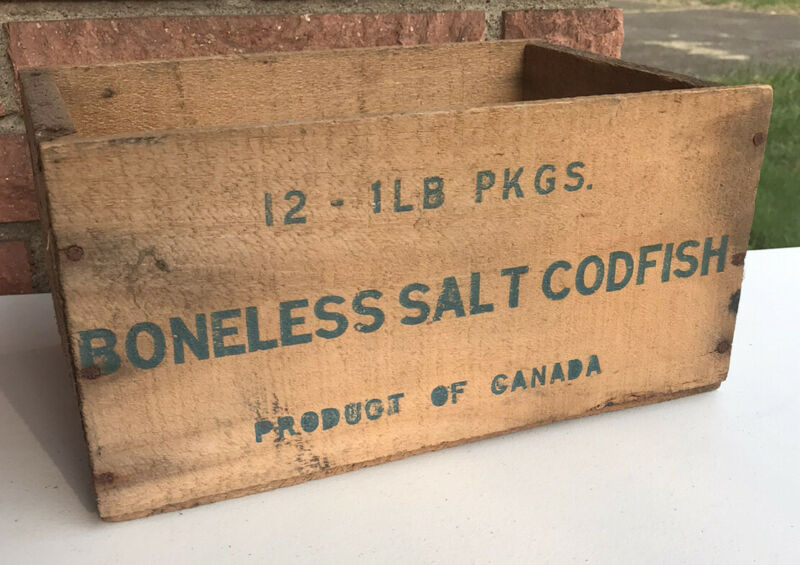 12 - 1LB PKGS.
BONELESS SALT CODFISH
PRODUCT OF CANADA